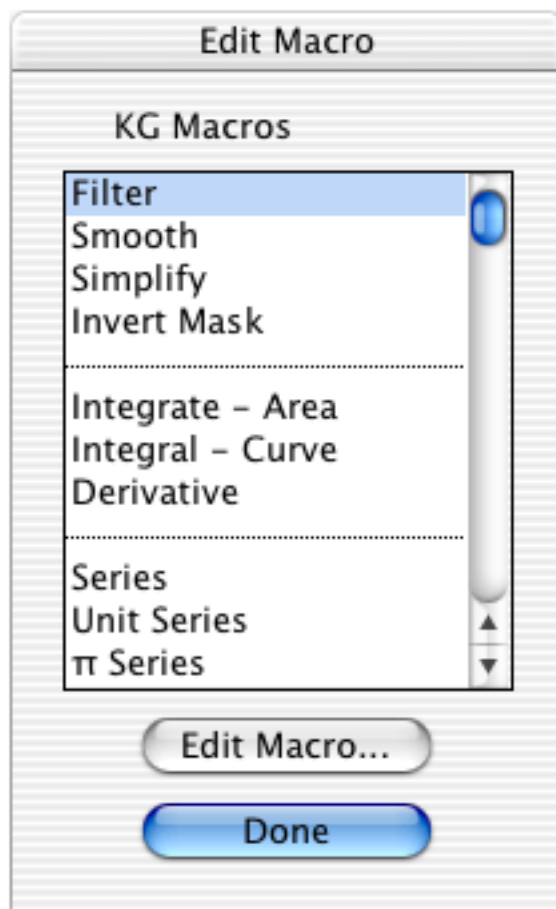 Edit Macro
KG Macros
Filter
Smooth
Simplify
Invert Mask
Integrate – Area
Integral – Curve
Derivative
Series
Unit Series
π Series
Edit Macro...
Done